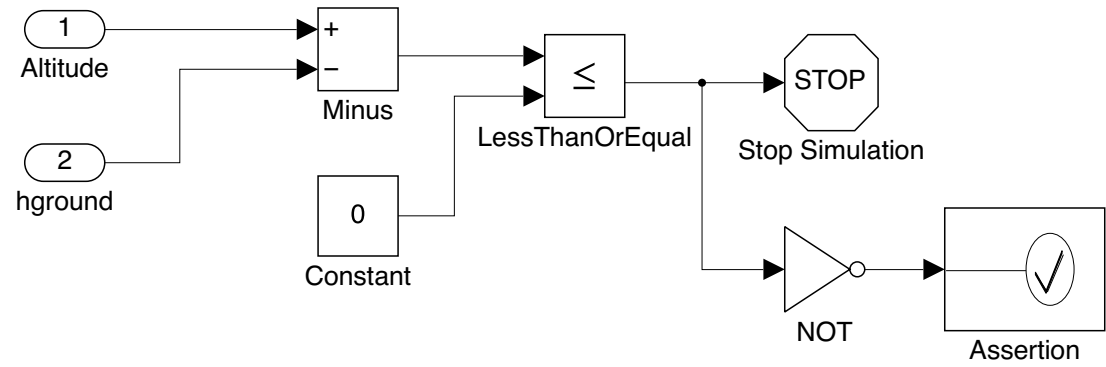 1
Altitude
+
−
Minus
2
hground
0
Constant
≤
LessThanOrEqual
STOP
Stop Simulation
NOT
Assertion